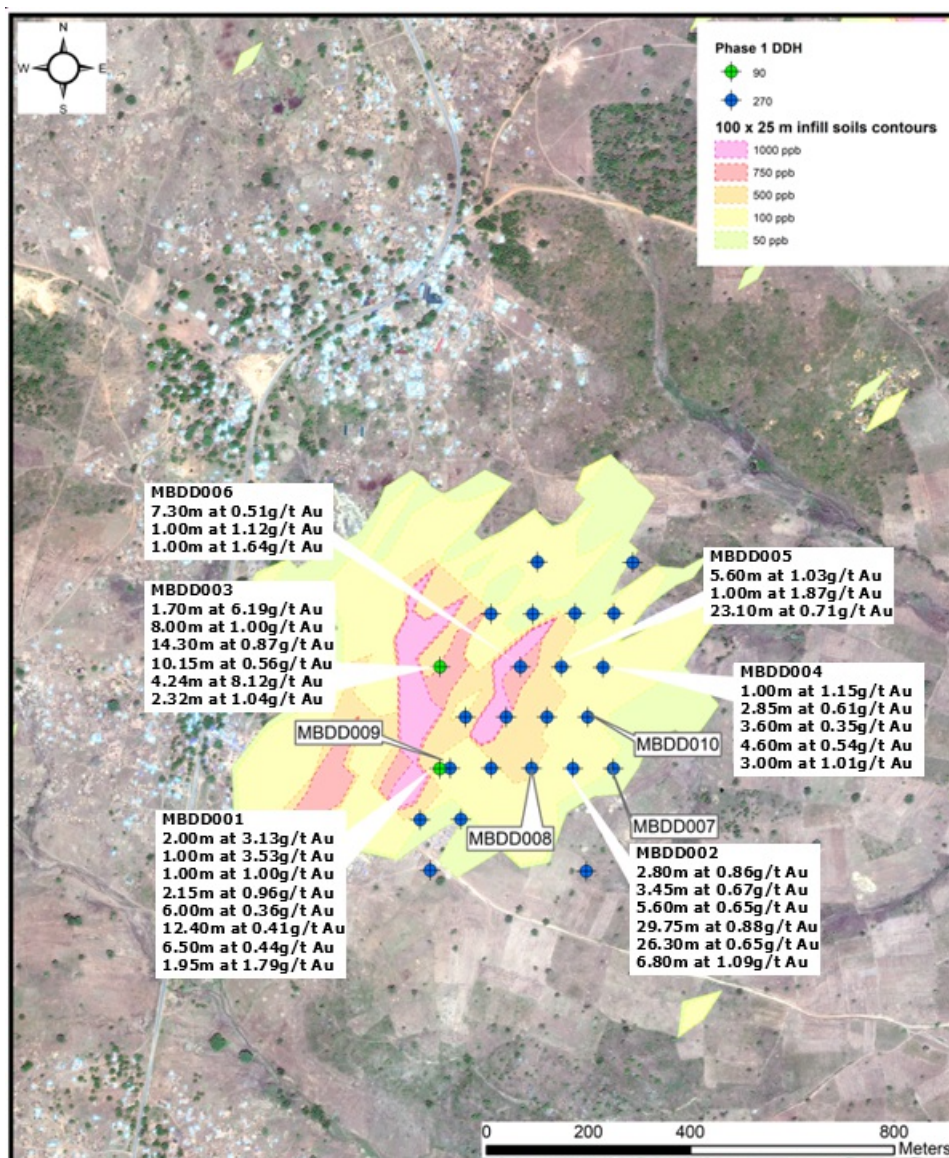 N
W E
S
Phase 1 DDH
90
270
100 x 25 m infill soils contours
1000 ppb
750 ppb
500 ppb
100 ppb
50 ppb
MBDD006
7.30m at 0.51g/t Au
1.00m at 1.12g/t Au
1.00m at 1.64g/t Au
MBDD005
5.60m at 1.03g/t Au
1.00m at 1.87g/t Au
23.10m at 0.71g/t Au
MBDD003
1.70m at 6.19g/t Au
8.00m at 1.00g/t Au
14.30m at 0.87g/t Au
10.15m at 0.56g/t Au
4.24m at 8.12g/t Au
2.32m at 1.04g/t Au
MBDD004
1.00m at 1.15g/t Au
2.85m at 0.61g/t Au
3.60m at 0.35g/t Au
4.60m at 0.54g/t Au
3.00m at 1.01g/t Au
MBDD009
MBDD010
MBDD001
2.00m at 3.13g/t Au
1.00m at 3.53g/t Au
1.00m at 1.00g/t Au
2.15m at 0.96g/t Au
6.00m at 0.36g/t Au
12.40m at 0.41g/t Au
6.50m at 0.44g/t Au
1.95m at 1.79g/t Au
MBDD008
MBDD007
MBDD002
2.80m at 0.86g/t Au
3.45m at 0.67g/t Au
5.60m at 0.65g/t Au
29.75m at 0.88g/t Au
26.30m at 0.65g/t Au
6.80m at 1.09g/t Au
0 200 400 800
Meters